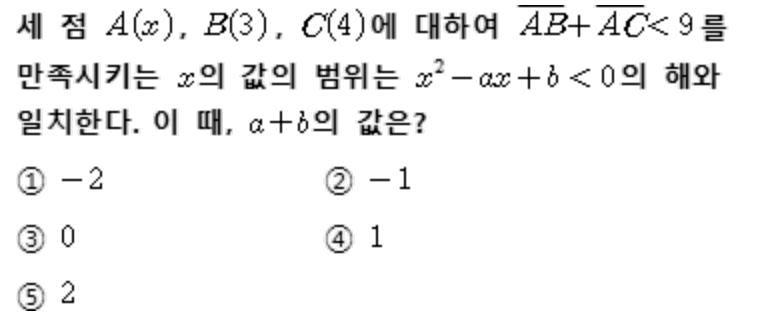 세 점 A(x), B(3), C(4)에 대하여 \overline{AB}+\overline{AC}<9를
만족시키는 x의 값의 범위는 x²-ax+b<0의 해와
일치한다. 이 때, a+b의 값은?
① -2 ② -1
③ 0 ④ 1
⑤ 2